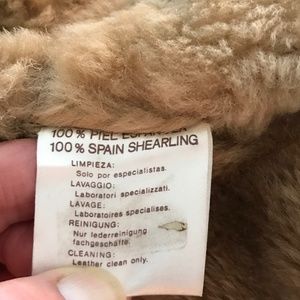 100% PIEL ESPAÑOLA
100% SPAIN SHEARLING
LIMPIEZA:
Solo por especialistas.
LAVAGGIO:
Laboratori specializzati.
LAVAGE:
Laboratoires specialises.
REINIGUNG:
Nur lederreinigung
fachgeschäfte.
CLEANING:
Leather clean only.